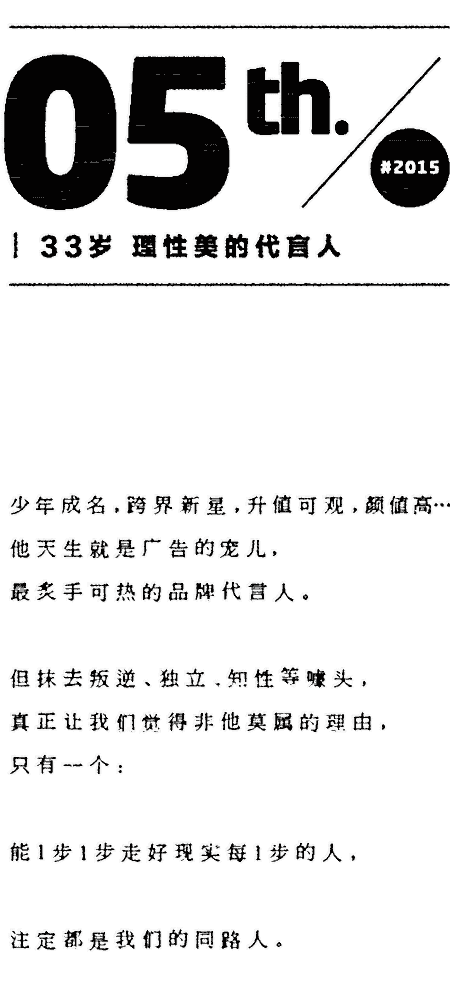 05th.
#2015
| 33岁 理性美的代言人
少年成名,跨界新星,升值可观,颜值高…
他天生就是广告的宠儿,
最炙手可热的品牌代言人。
但抹去叛逆、独立、知性等噱头,
真正让我们觉得非他莫属的理由,
只有一个:
能1步1步走好现实每1步的人,
注定都是我们的同路人。